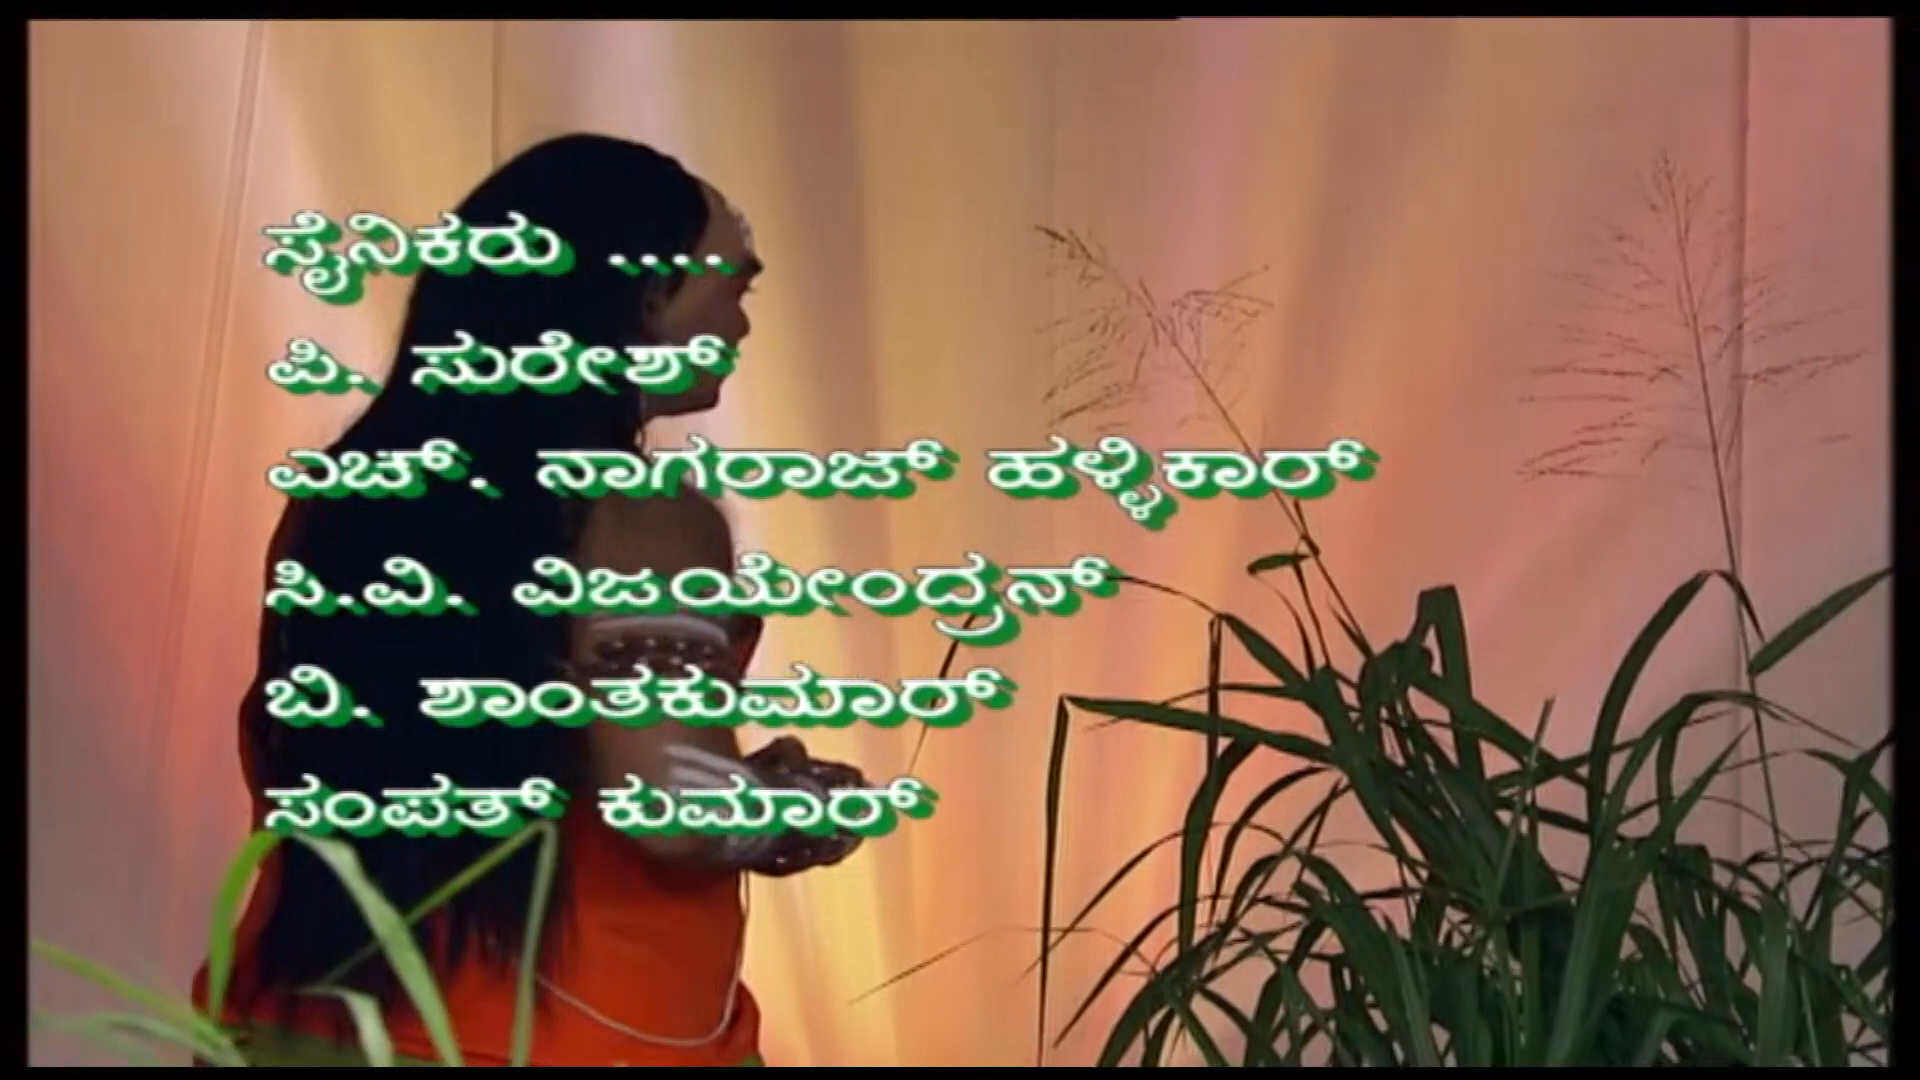 ಸೈನಿಕರು ....
ಪಿ. ಸುರೇಶ್
ಎಚ್. ನಾಗರಾಜ್ ಹಳ್ಳಿಕಾರ್
ಸಿ.ವಿ. ವಿಜಯೇಂದ್ರನ್
ಬಿ. ಶಾಂತಕುಮಾರ್
ಸಂಪತ್ ಕುಮಾರ್